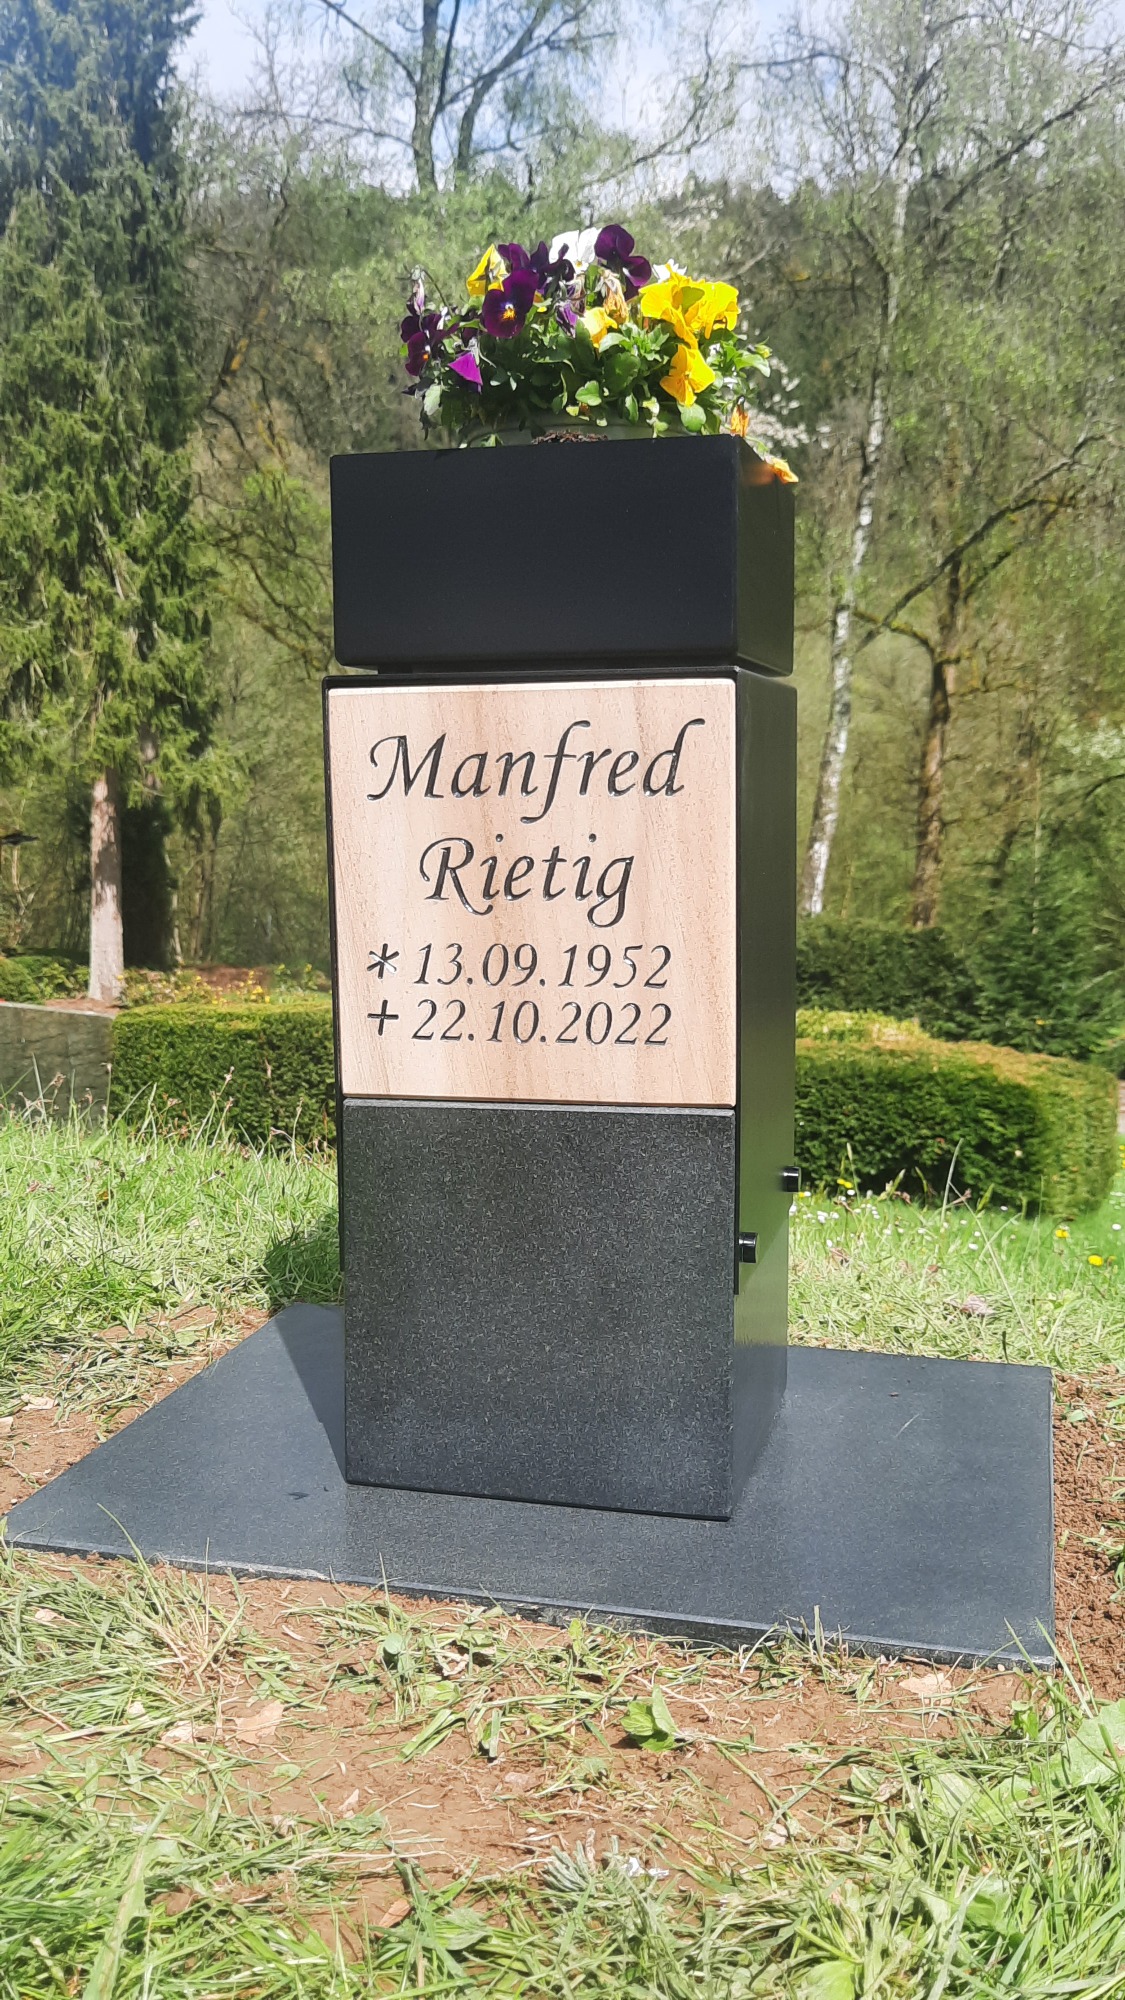 Manfred
Rietig
* 13.09.1952
+ 22.10.2022